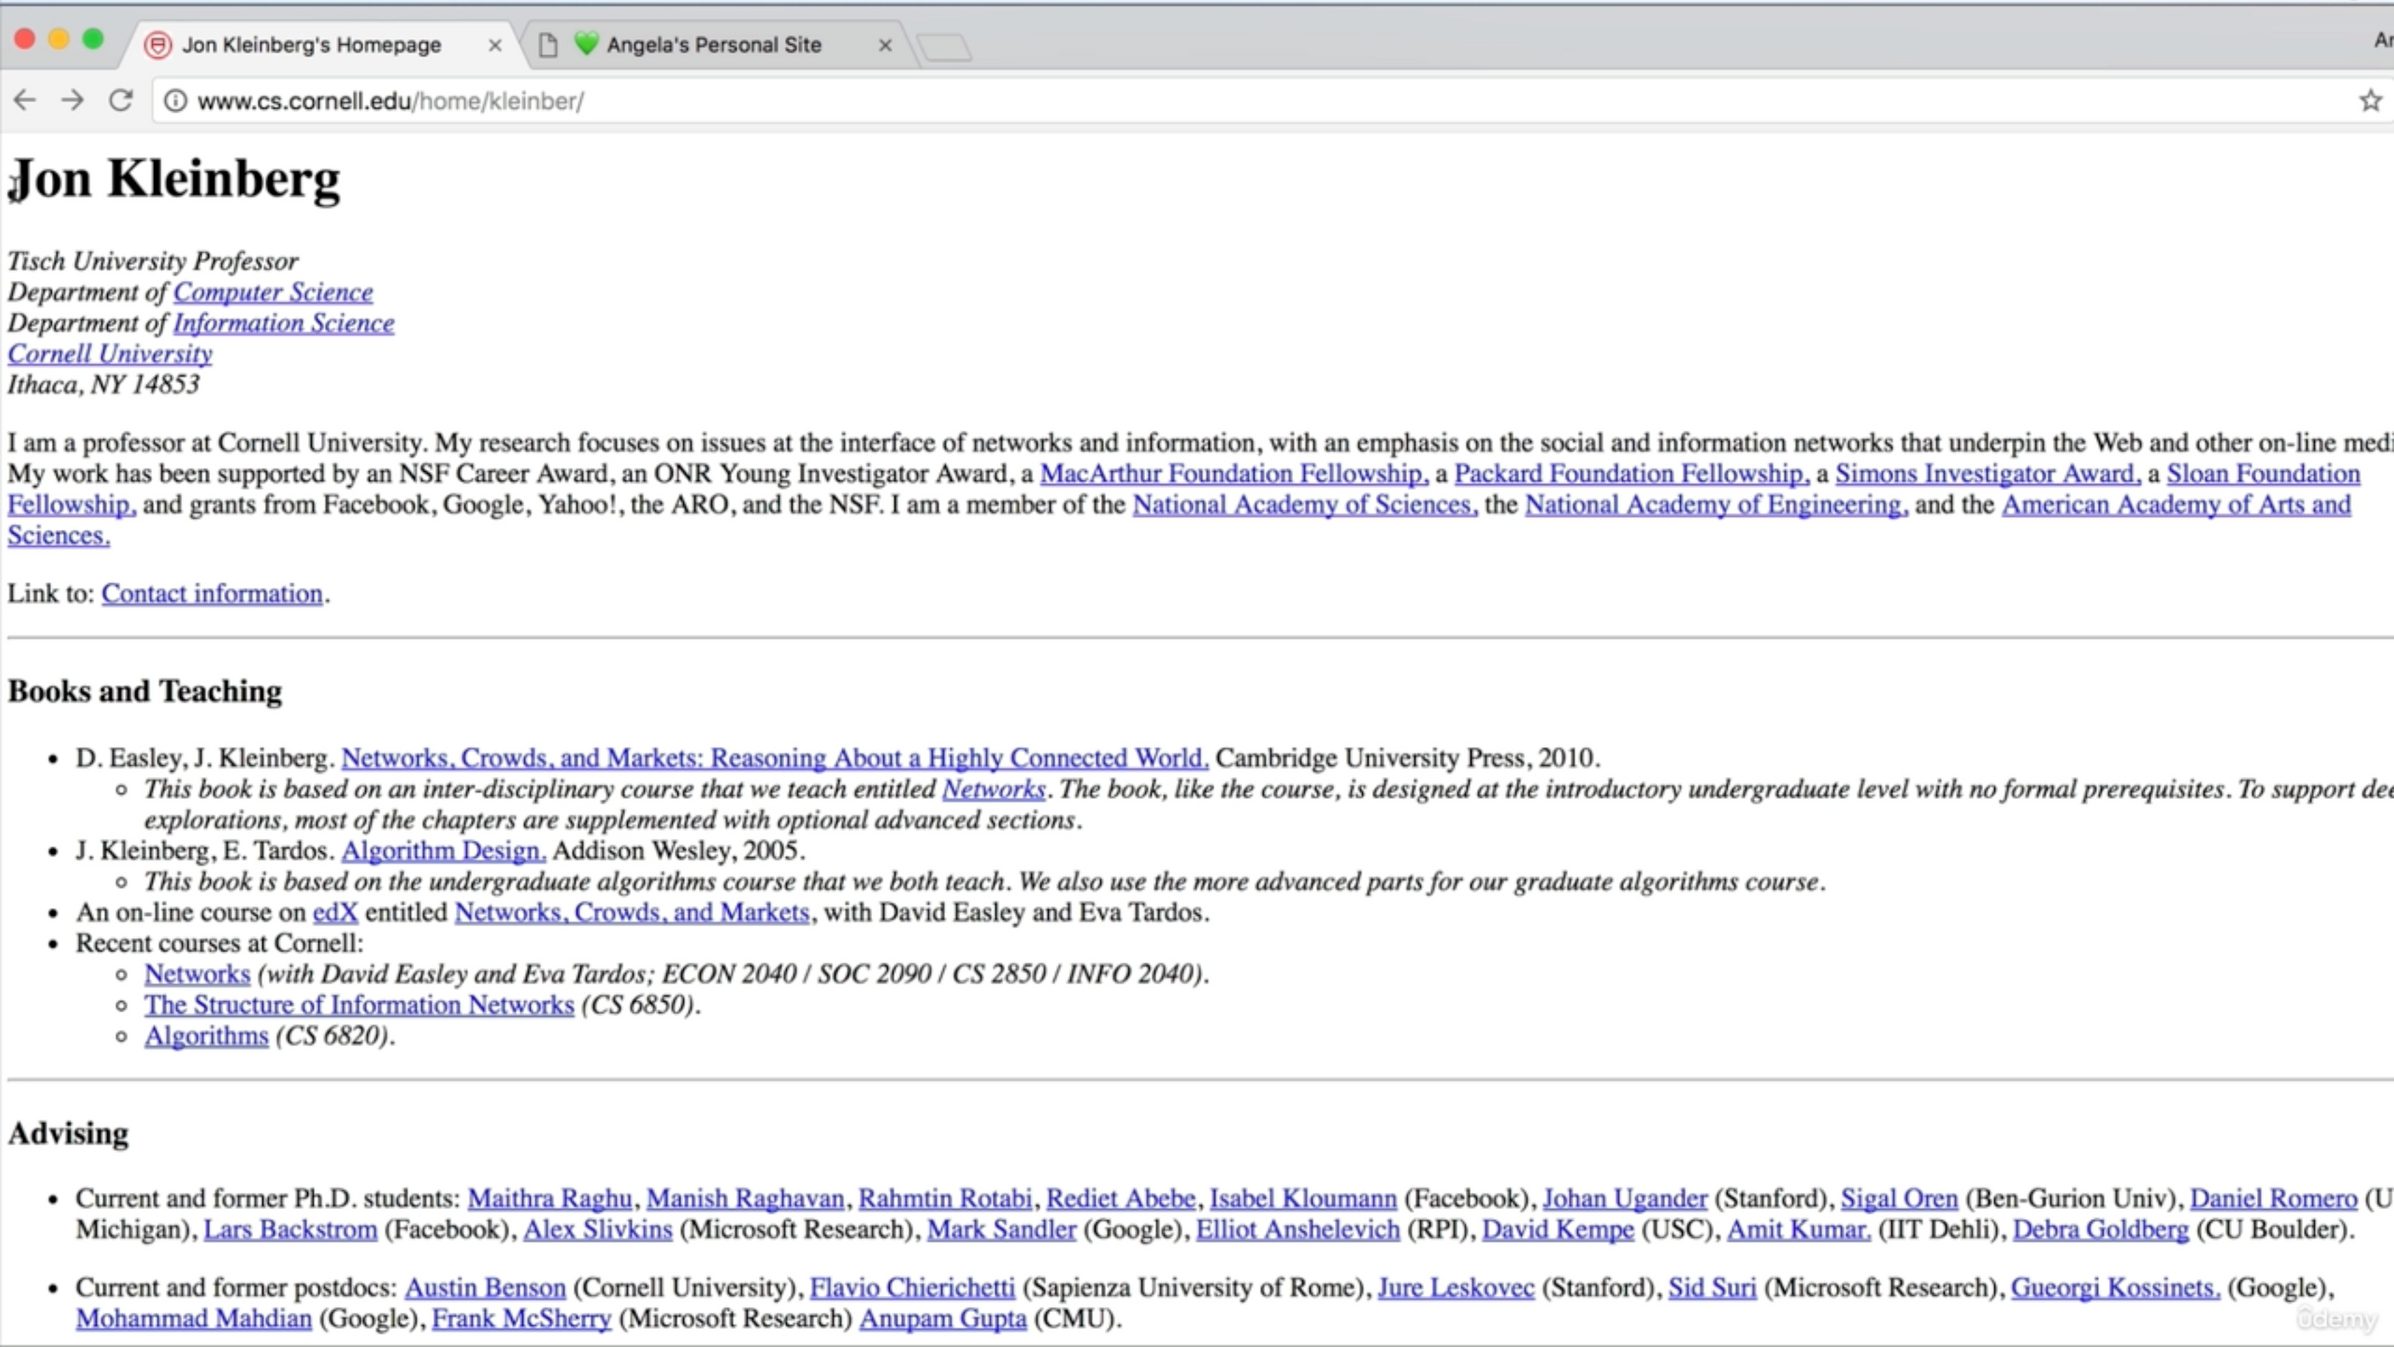 Jon Kleinberg's Homepage
Angela's Personal Site
www.cs.cornell.edu/home/kleinber/
Jon Kleinberg
Tisch University Professor
Department of Computer Science
Department of Information Science
Cornell University
Ithaca, NY 14853
I am a professor at Cornell University. My research focuses on issues at the interface of networks and information, with an emphasis on the social and information networks that underpin the Web and other on-line
My work has been supported by an NSF Career Award, an ONR Young Investigator Award, a MacArthur Foundation Fellowship, a Packard Foundation Fellowship, a Simons Investigator Award, a Sloan Foundation
Fellowship, and grants from Facebook, Google, Yahoo!, the ARO, and the NSF. I am a member of the National Academy of Sciences, the National Academy of Engineering, and the American Academy of Arts and
Sciences.
Link to: Contact information.
Books and Teaching
• D. Easley, J. Kleinberg. Networks, Crowds, and Markets: Reasoning About a Highly Connected World. Cambridge University Press, 2010.
◦ This book is based on an inter-disciplinary course that we teach entitled Networks. The book, like the course, is designed at the introductory undergraduate level with no formal prerequisites. To support
explorations, most of the chapters are supplemented with optional advanced sections.
• J. Kleinberg, E. Tardos. Algorithm Design. Addison Wesley, 2005.
◦ This book is based on the undergraduate algorithms course that we both teach. We also use the more advanced parts for our graduate algorithms course.
• An on-line course on edX entitled Networks, Crowds, and Markets, with David Easley and Eva Tardos.
• Recent courses at Cornell:
◦ Networks (with David Easley and Eva Tardos; ECON 2040 / SOC 2090 / CS 2850 / INFO 2040).
◦ The Structure of Information Networks (CS 6850).
◦ Algorithms (CS 6820).
Advising
• Current and former Ph.D. students: Maithra Raghu, Manish Raghavan, Rahmtin Rotabi, Rediet Abebe, Isabel Kloumann (Facebook), Johan Ugander (Stanford), Sigal Oren (Ben-Gurion Univ), Daniel Romero (U
Michigan), Lars Backstrom (Facebook), Alex Slivkins (Microsoft Research), Mark Sandler (Google), Elliot Anshelevich (RPI), David Kempe (USC), Amit Kumar. (IIT Dehli), Debra Goldberg (CU Boulder).
• Current and former postdocs: Austin Benson (Cornell University), Flavio Chierichetti (Sapienza University of Rome), Jure Leskovec (Stanford), Sid Suri (Microsoft Research), Gueorgi Kossinets. (Google),
Mohammad Mahdian (Google), Frank McSherry (Microsoft Research) Anupam Gupta (CMU).
ûdemy